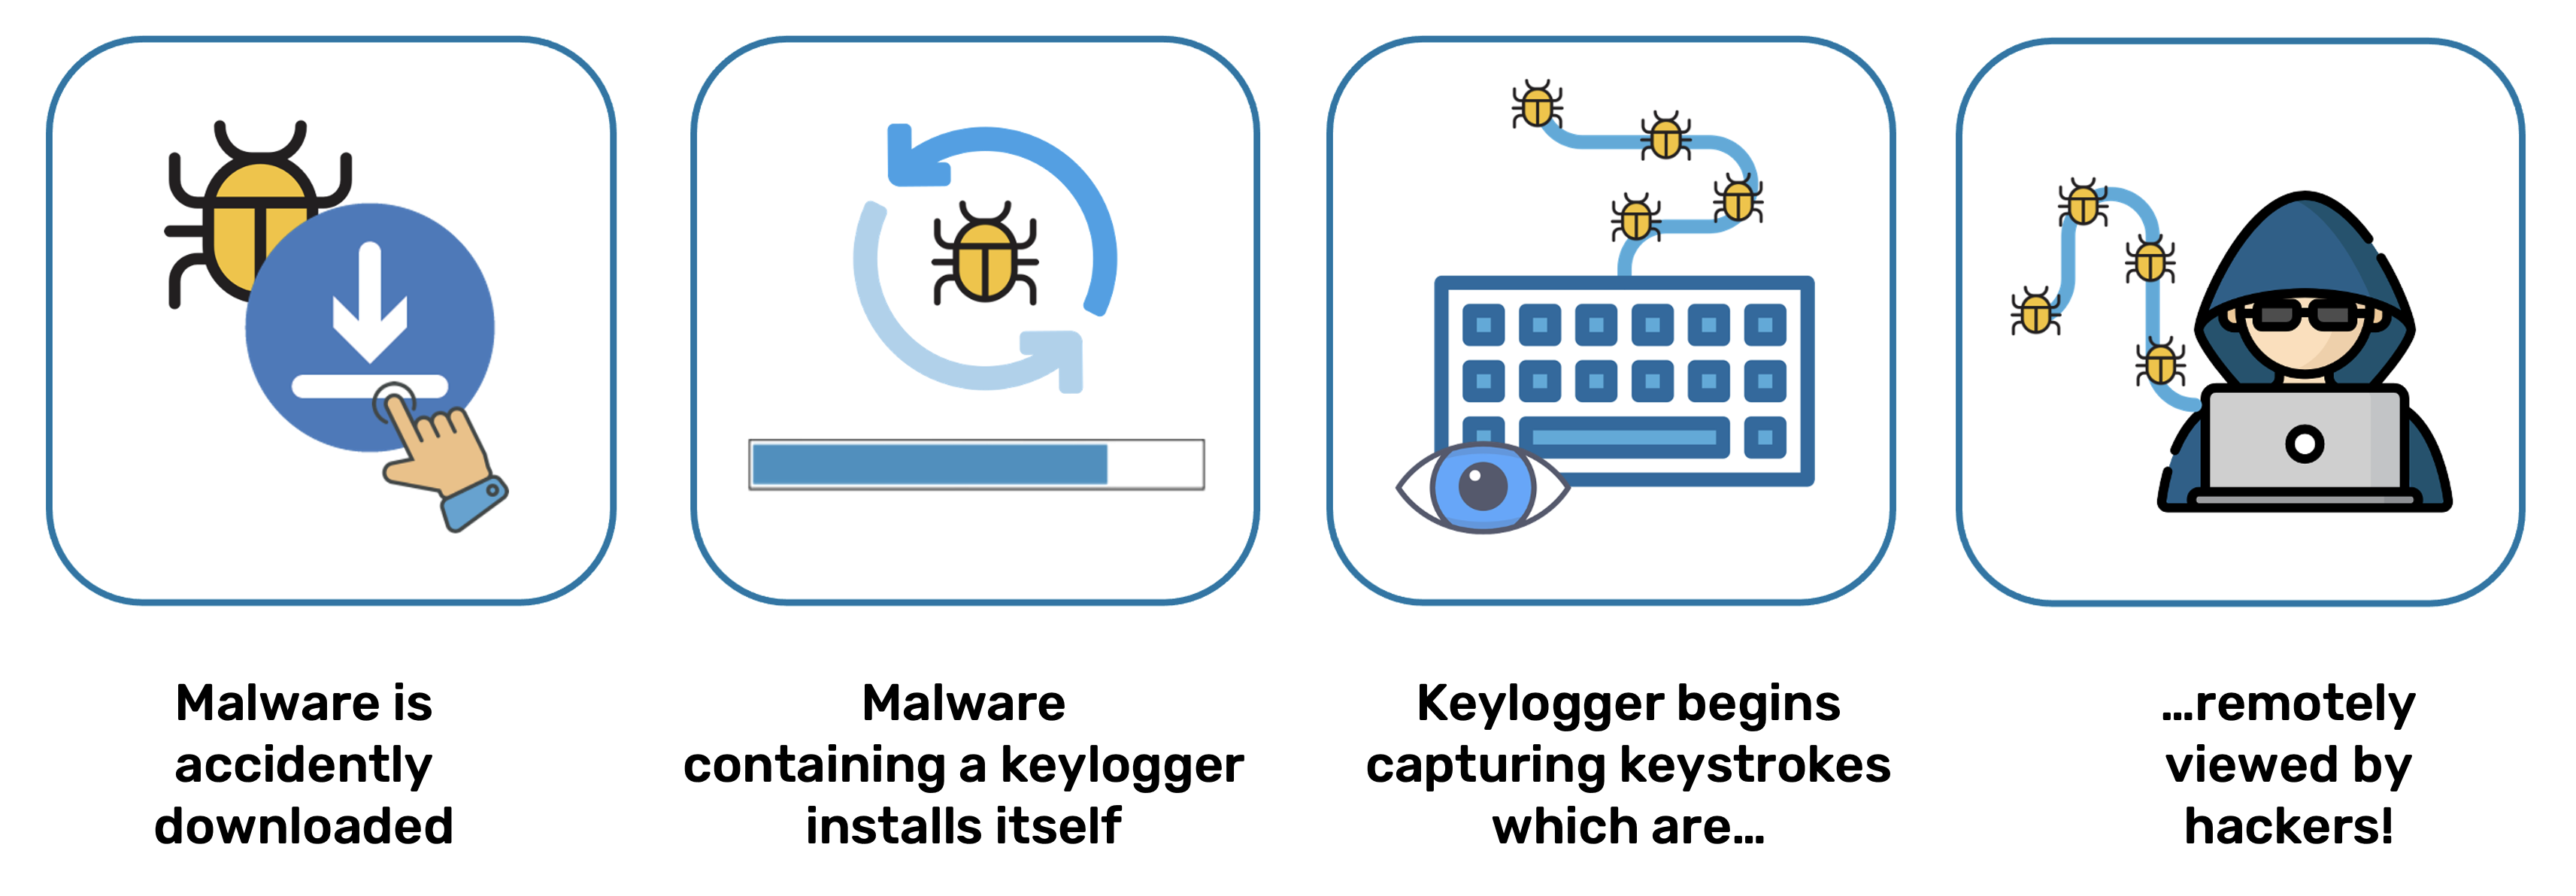 Malware is
accidently
downloaded
Malware
containing a keylogger
installs itself
Keylogger begins
capturing keystrokes
which are...
...remotely
viewed by
hackers!